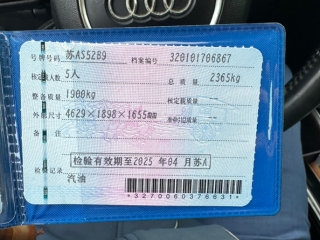 号牌号码 苏A55289 档案编号 320101706867
核定载人数 5人 总质量 2365kg
整备质量 1900kg 核定载质量 --
外廓尺寸 4629×1898×1655mm 准牵引总质量 --
备注
检验有效期至2025年04月苏A
检验记录 汽油
*3270060376631*